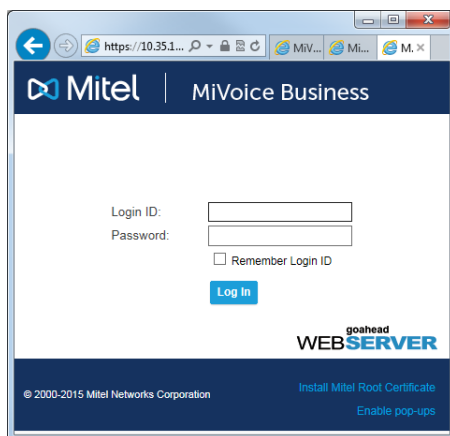 https://10.35.1...
MiV...
Mi...
M.
Mitel
MiVoice Business
Login ID:
Password:
Remember Login ID
Log In
goahead
WEBSERVER
© 2000-2015 Mitel Networks Corporation
Install Mitel Root Certificate
Enable pop-ups